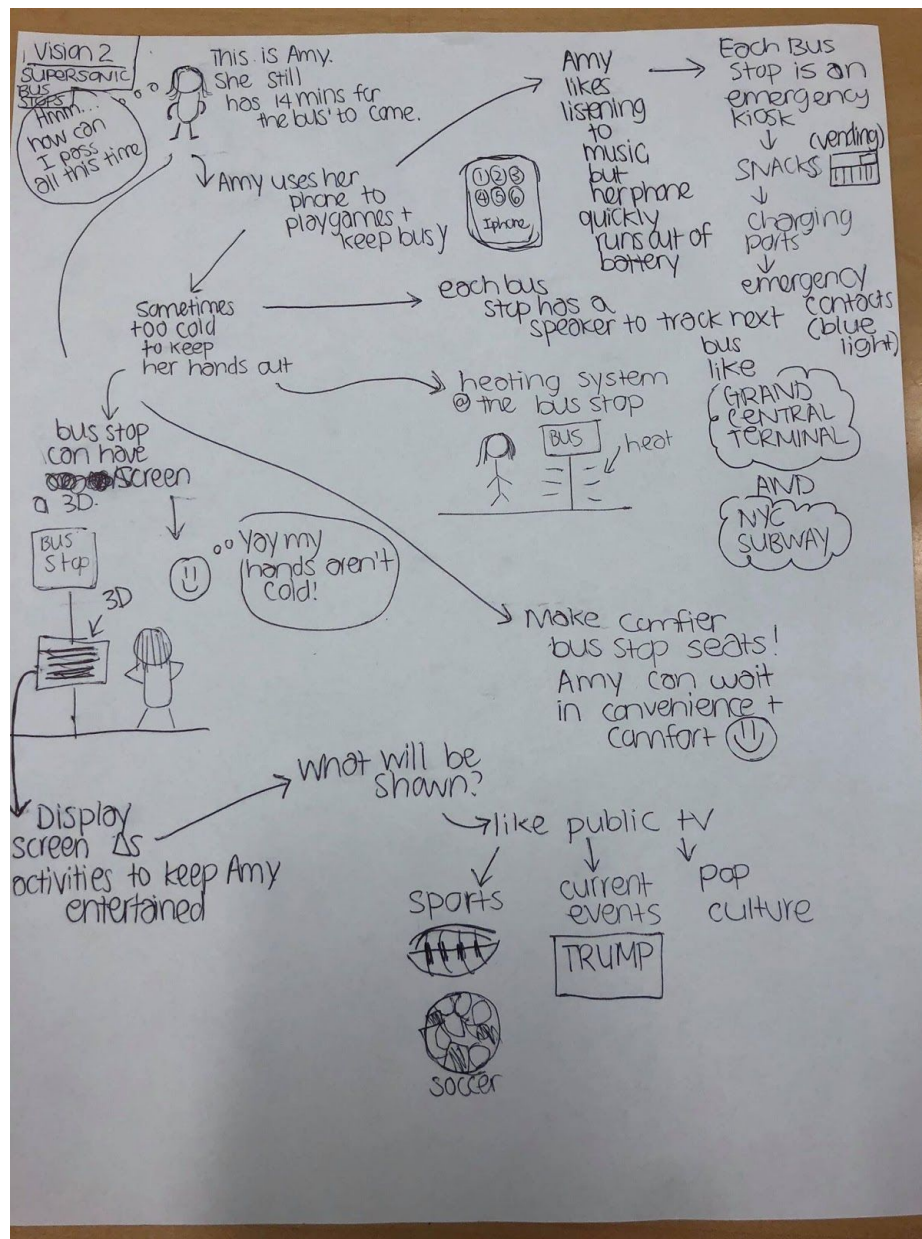 Vision 2
SUPERSONIC
BUS
STOPS
Hmm...
how can
I pass
all this time
This is Amy.
She still
has 14 mins for
the bus to come.
Amy uses her
phone to
play games +
keep busy
1 2 3
4 5 6
Iphone
Amy
likes
listening
to
music
but
her phone
quickly
runs out of
battery
Each Bus
Stop is an
emergency
kiosk
(vending)
SNACKS
charging
ports
emergency
contacts
(blue
light)
Sometimes
too cold
to keep
her hands out
each bus
stop has a
speaker to track next
bus
like
GRAND
CENTRAL
TERMINAL
AND
NYC
SUBWAY
heating system
@ the bus stop
BUS
heat
bus stop
can have
/screen
a 3D.
BUS
Stop
3D
Yay my
hands aren't
cold!
Make comfier
bus stop seats!
Amy can wait
in convenience +
comfort
Display
screen Δs
activities to keep Amy
entertained
What will be
shown?
like public tv
sports
soccer
current
events
TRUMP
pop
culture